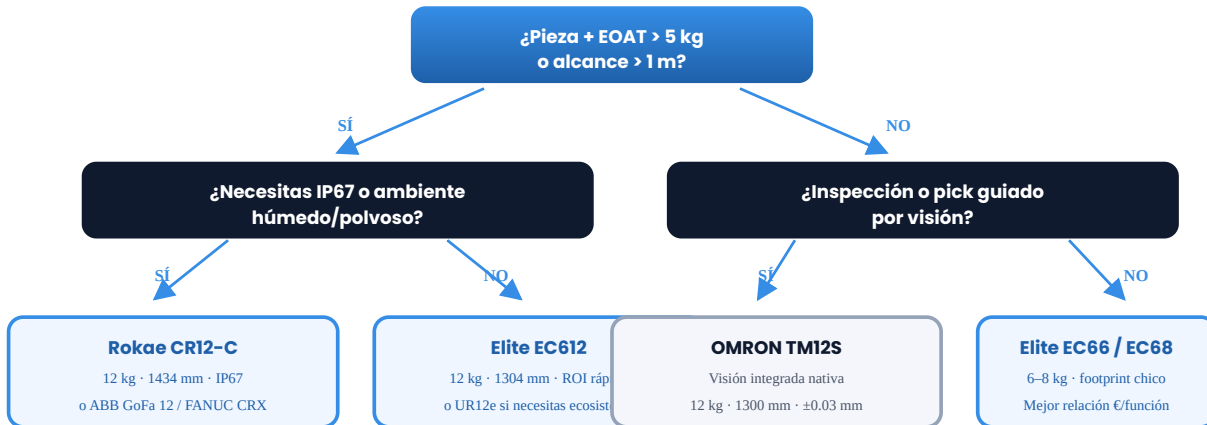 ¿Pieza + EOAT > 5 kg
o alcance > 1 m?
SÍ
NO
¿Necesitas IP67 o ambiente
húmedo/polvoso?
¿Inspección o pick guiado
por visión?
SÍ
NO
SÍ
NO
Rokae CR12-C
12 kg · 1434 mm · IP67
o ABB GoFa 12 / FANUC CRX
Elite EC612
12 kg · 1304 mm · ROI
o UR12e si necesitas
OMRON TM12S
Visión integrada nativa
12 kg · 1300 mm · ±0.03 mm
Elite EC66 / EC68
6–8 kg · footprint chico
Mejor relación €/función